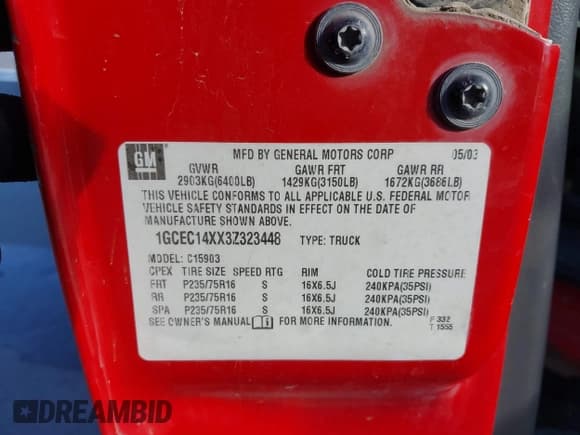 GM
MFD BY GENERAL MOTORS CORP 05/03
GVWR GAWR FRT GAWR RR
2903KG(6400LB) 1429KG(3150LB) 1672KG(3686LB)
THIS VEHICLE CONFORMS TO ALL APPLICABLE U.S. FEDERAL MOTOR
VEHICLE SAFETY STANDARDS IN EFFECT ON THE DATE OF
MANUFACTURE SHOWN ABOVE.
1GCEC14XX3Z323448 TYPE: TRUCK
MODEL: C15903
CPEX TIRE SIZE SPEED RTG RIM COLD TIRE PRESSURE
FRT P235/75R16 S 16X6.5J 240KPA(35PSI)
RR P235/75R16 S 16X6.5J 240KPA(35PSI)
SPA P235/75R16 S 16X6.5J 240KPA(35PSI)
SEE OWNER'S MANUAL FOR MORE INFORMATION. P 332
T 1555
DREAMBID